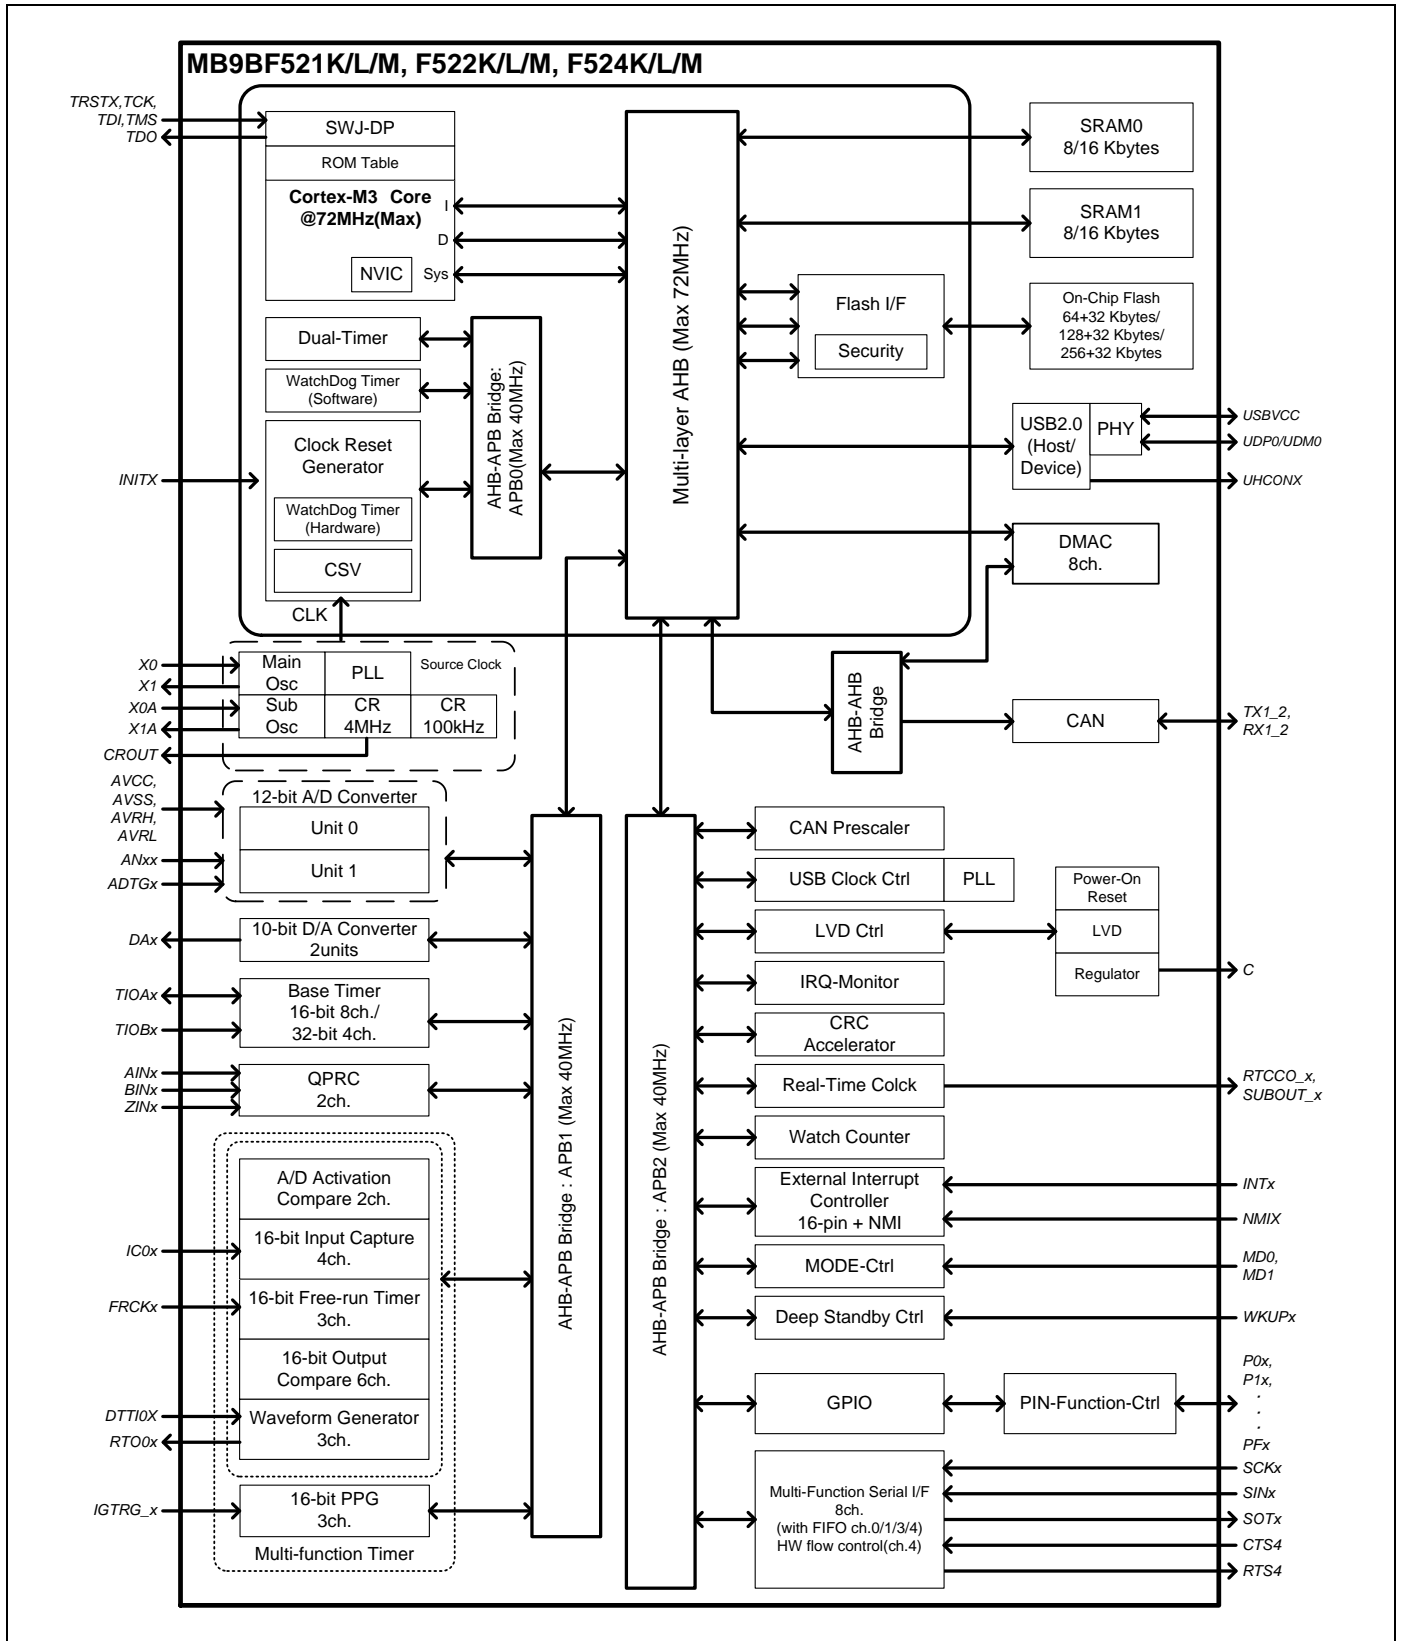 MB9BF521K/L/M, F522K/L/M, F524K/L/M
TRSTX,TCK,
TDI,TMS
TDO
SWJ-DP
ROM Table
Cortex-M3 Core
@72MHz(Max)
I
D
NVIC
Sys
Dual-Timer
WatchDog Timer
(Software)
Clock Reset
Generator
INITX
WatchDog Timer
(Hardware)
CSV
CLK
AHB-APB Bridge:
APB0(Max 40MHz)
Multi-layer AHB (Max 72MHz)
SRAM0
8/16 Kbytes
SRAM1
8/16 Kbytes
Flash I/F
Security
On-Chip Flash
64+32 Kbytes/
128+32 Kbytes/
256+32 Kbytes
USB2.0
(Host/
Device)
PHY
USBVCC
UDP0/UDM0
UHCONX
DMAC
8ch.
AHB-AHB
Bridge
CAN
TX1_2,
RX1_2
X0
X1
X0A
X1A
CROUT
Main
Osc
PLL
Source Clock
Sub
Osc
CR
4MHz
CR
100kHz
AVCC,
AVSS,
AVRH,
AVRL
ANxx
ADTGx
12-bit A/D Converter
Unit 0
Unit 1
DAx
10-bit D/A Converter
2units
TIOAx
TIOBx
Base Timer
16-bit 8ch./
32-bit 4ch.
AINx
BINx
ZINx
QPRC
2ch.
A/D Activation
Compare 2ch.
IC0x
16-bit Input Capture
4ch.
FRCKx
16-bit Free-run Timer
3ch.
16-bit Output
Compare 6ch.
DTTI0X
RTO0x
Waveform Generator
3ch.
IGTRG_x
16-bit PPG
3ch.
Multi-function Timer
AHB-APB Bridge : APB1 (Max 40MHz)
AHB-APB Bridge : APB2 (Max 40MHz)
CAN Prescaler
USB Clock Ctrl
PLL
LVD Ctrl
Power-On
Reset
LVD
Regulator
C
IRQ-Monitor
CRC
Accelerator
Real-Time Colck
RTCCO_x,
SUBOUT_x
Watch Counter
External Interrupt
Controller
16-pin + NMI
INTx
NMIX
MODE-Ctrl
MD0,
MD1
Deep Standby Ctrl
WKUPx
GPIO
PIN-Function-Ctrl
P0x,
P1x,
.
.
.
PFx
Multi-Function Serial I/F
8ch.
(with FIFO ch.0/1/3/4)
HW flow control(ch.4)
SCKx
SINx
SOTx
CTS4
RTS4